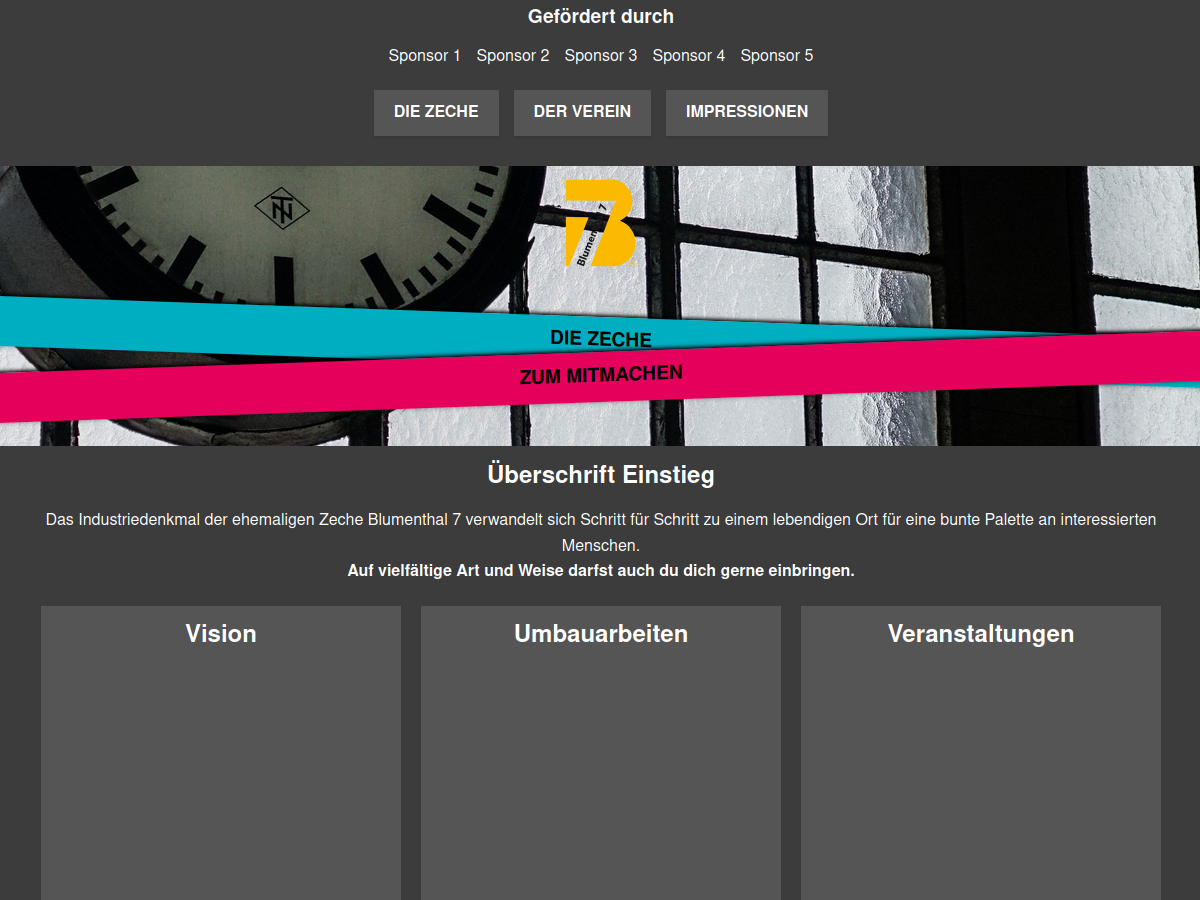 Gefördert durch
Sponsor 1 Sponsor 2 Sponsor 3 Sponsor 4 Sponsor 5
DIE ZECHE DER VEREIN IMPRESSIONEN
TN
B
Blumen 7
DIE ZECHE
ZUM MITMACHEN
Überschrift Einstieg
Das Industriedenkmal der ehemaligen Zeche Blumenthal 7 verwandelt sich Schritt für Schritt zu einem lebendigen Ort für eine bunte Palette an interessierten
Menschen.
Auf vielfältige Art und Weise darfst auch du dich gerne einbringen.
Vision Umbauarbeiten Veranstaltungen